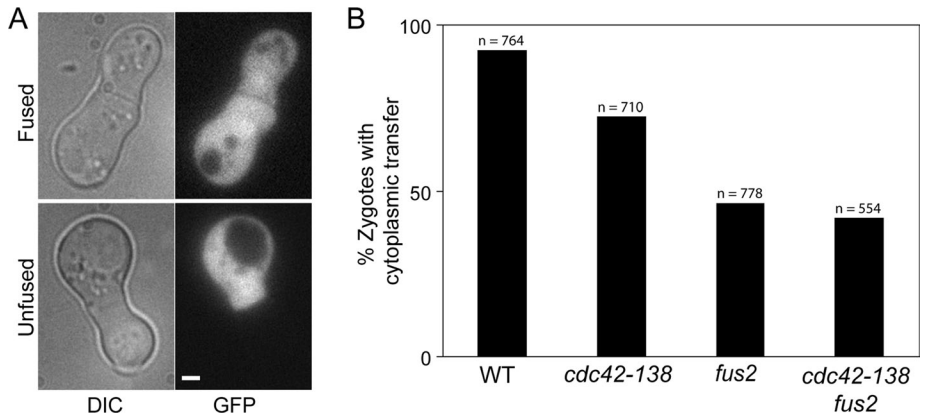 A
Fused
Unfused
DIC
GFP
B
% Zygotes with
cytoplasmic transfer
100
50
0
n = 764
n = 710
n = 778
n = 554
WT
cdc42-138
fus2
cdc42-138
fus2